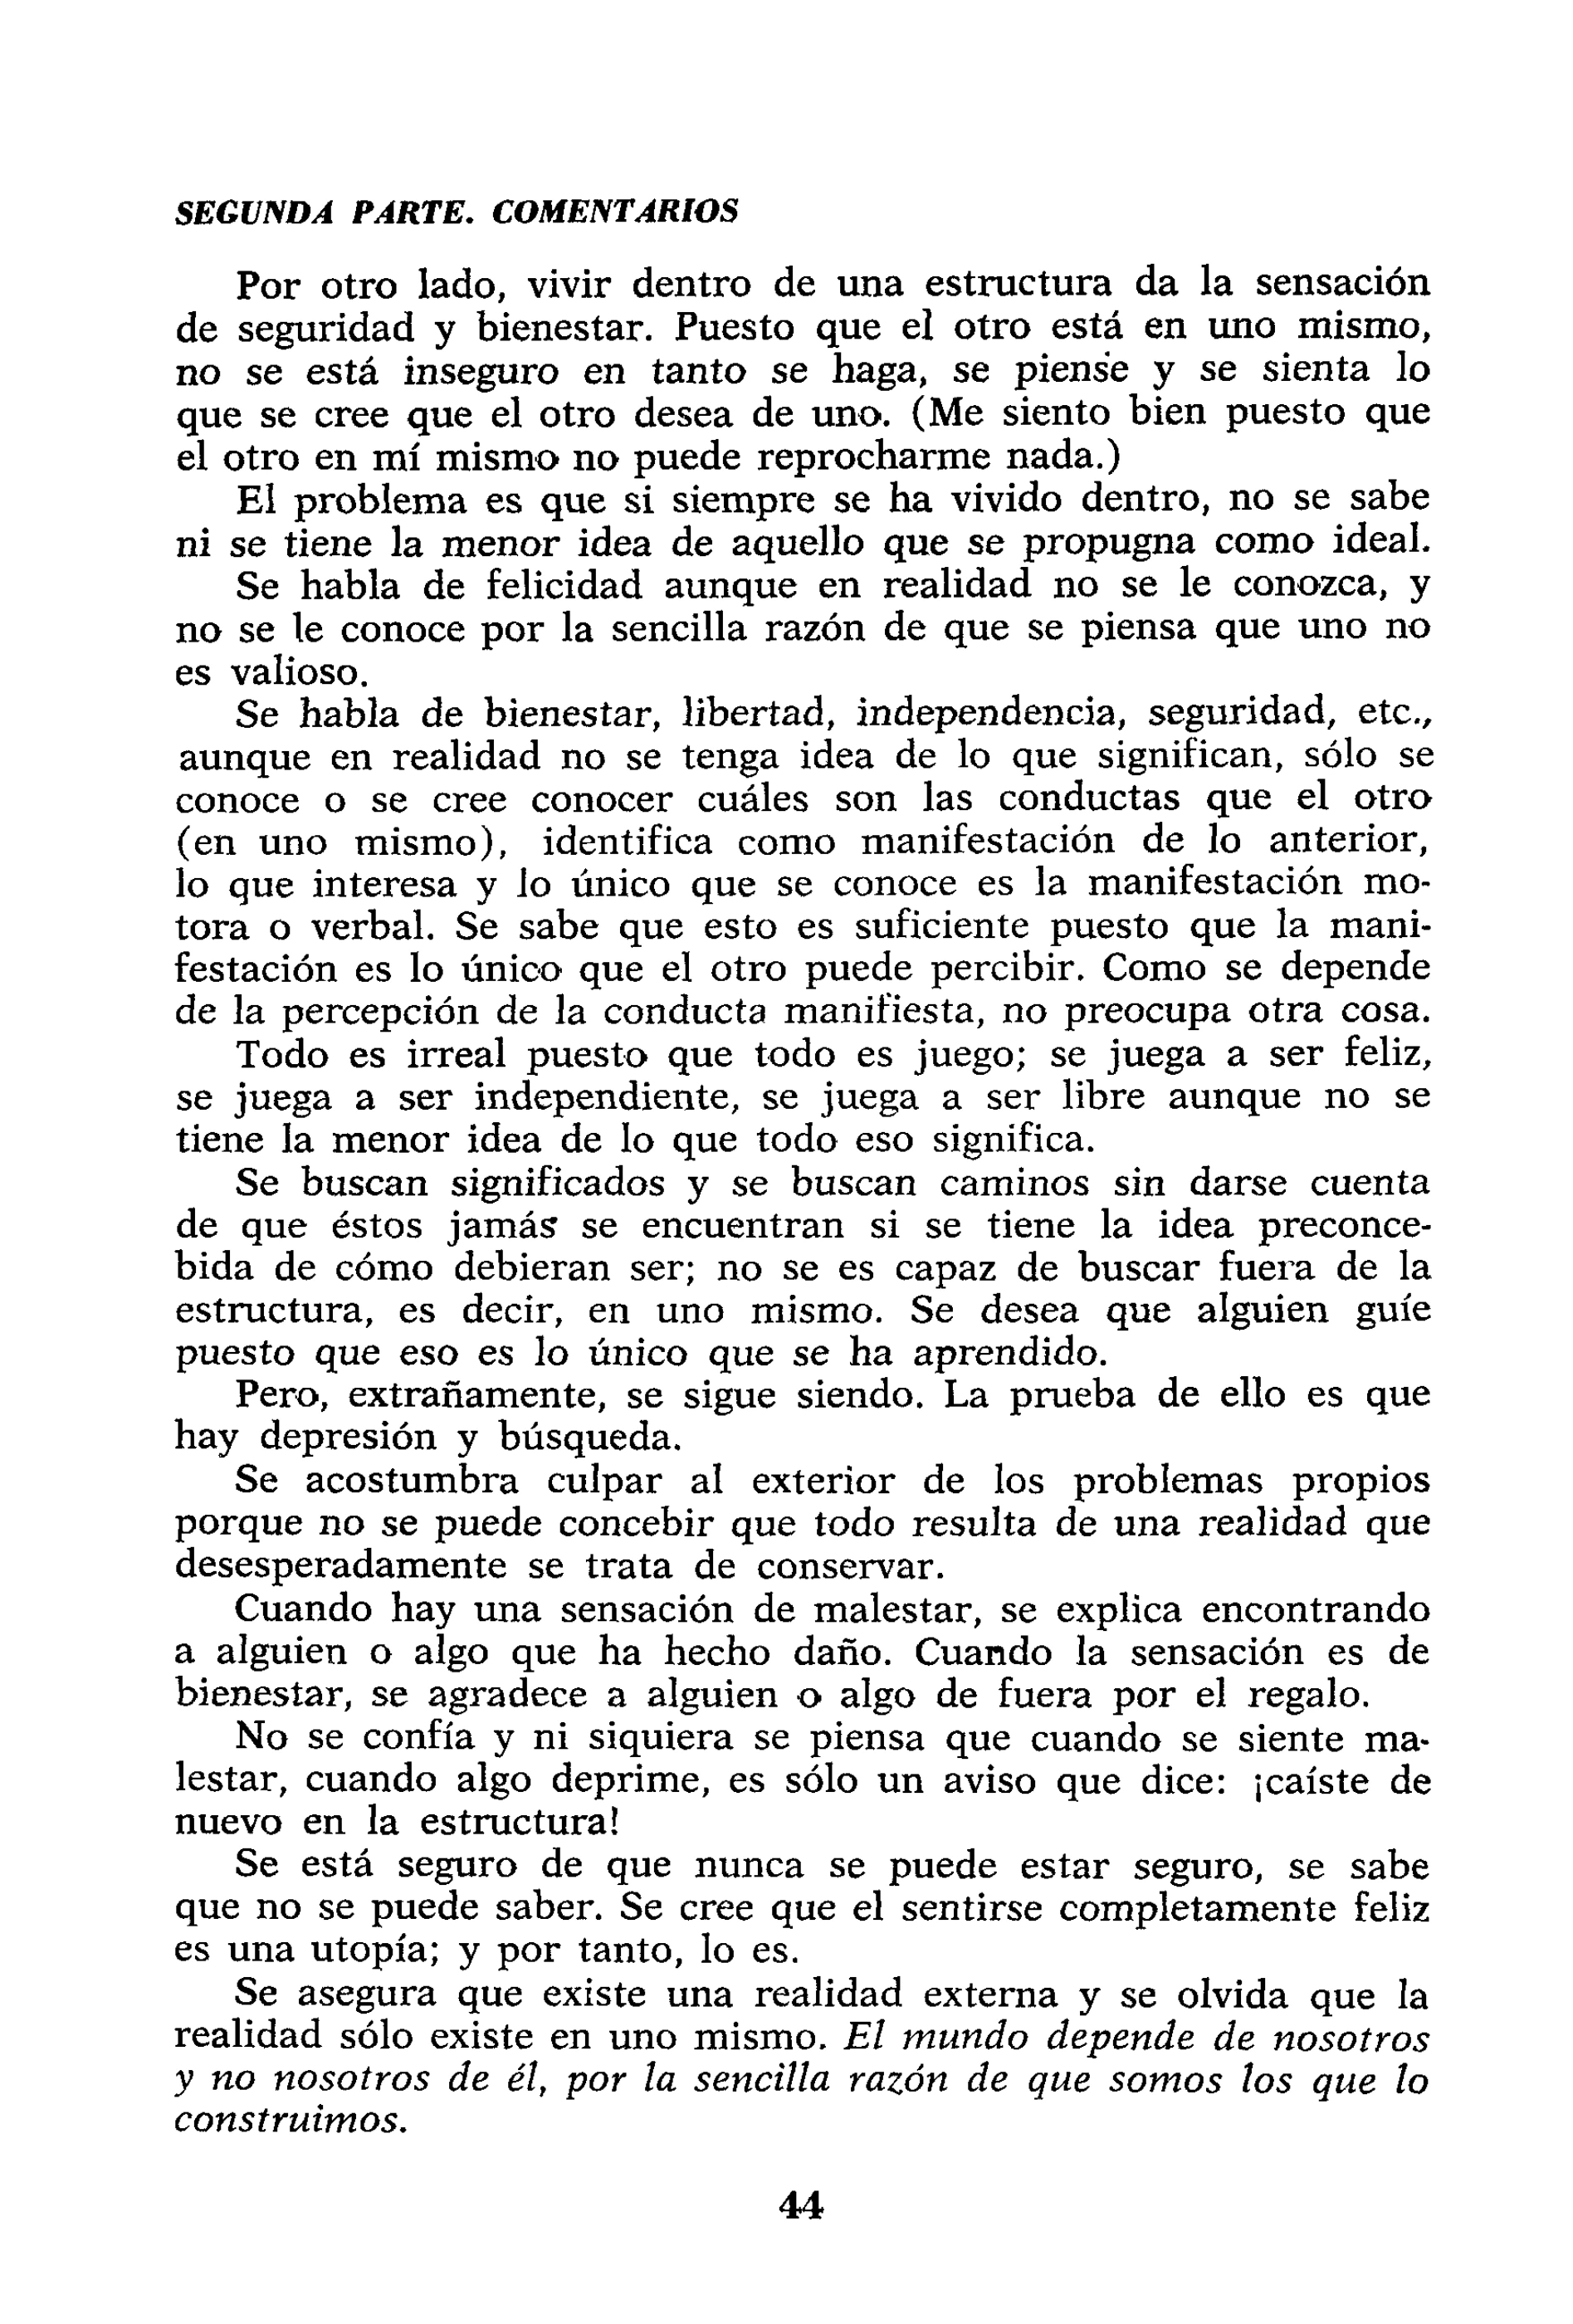 SEGUNDA PARTE. COMENTARIOS
Por otro lado, vivir dentro de una estructura da la sensación
de seguridad y bienestar. Puesto que el otro está en uno mismo,
no se está inseguro en tanto se haga, se piense y se sienta lo
que se cree que el otro desea de uno. (Me siento bien puesto que
el otro en mí mismo no puede reprocharme nada.)
El problema es que si siempre se ha vivido dentro, no se sabe
ni se tiene la menor idea de aquello que se propugna como ideal.
Se habla de felicidad aunque en realidad no se le conozca, y
no se le conoce por la sencilla razón de que se piensa que uno no
es valioso.
Se habla de bienestar, libertad, independencia, seguridad, etc.,
aunque en realidad no se tenga idea de lo que significan, sólo se
conoce o se cree conocer cuáles son las conductas que el otro
(en uno mismo), identifica como manifestación de lo anterior,
lo que interesa y lo único que se conoce es la manifestación mo-
tora o verbal. Se sabe que esto es suficiente puesto que la mani-
festación es lo único que el otro puede percibir. Como se depende
de la percepción de la conducta manifiesta, no preocupa otra cosa.
Todo es irreal puesto que todo es juego; se juega a ser feliz,
se juega a ser independiente, se juega a ser libre aunque no se
tiene la menor idea de lo que todo eso significa.
Se buscan significados y se buscan caminos sin darse cuenta
de que éstos jamás se encuentran si se tiene la idea preconce-
bida de cómo debieran ser; no se es capaz de buscar fuera de la
estructura, es decir, en uno mismo. Se desea que alguien guíe
puesto que eso es lo único que se ha aprendido.
Pero, extrañamente, se sigue siendo. La prueba de ello es que
hay depresión y búsqueda.
Se acostumbra culpar al exterior de los problemas propios
porque no se puede concebir que todo resulta de una realidad que
desesperadamente se trata de conservar.
Cuando hay una sensación de malestar, se explica encontrando
a alguien o algo que ha hecho daño. Cuando la sensación es de
bienestar, se agradece a alguien o algo de fuera por el regalo.
No se confía y ni siquiera se piensa que cuando se siente ma-
lestar, cuando algo deprime, es sólo un aviso que dice: ¡caíste de
nuevo en la estructura!
Se está seguro de que nunca se puede estar seguro, se sabe
que no se puede saber. Se cree que el sentirse completamente feliz
es una utopía; y por tanto, lo es.
Se asegura que existe una realidad externa y se olvida que la
realidad sólo existe en uno mismo. El mundo depende de nosotros
y no nosotros de él, por la sencilla razón de que somos los que lo
construimos.
44